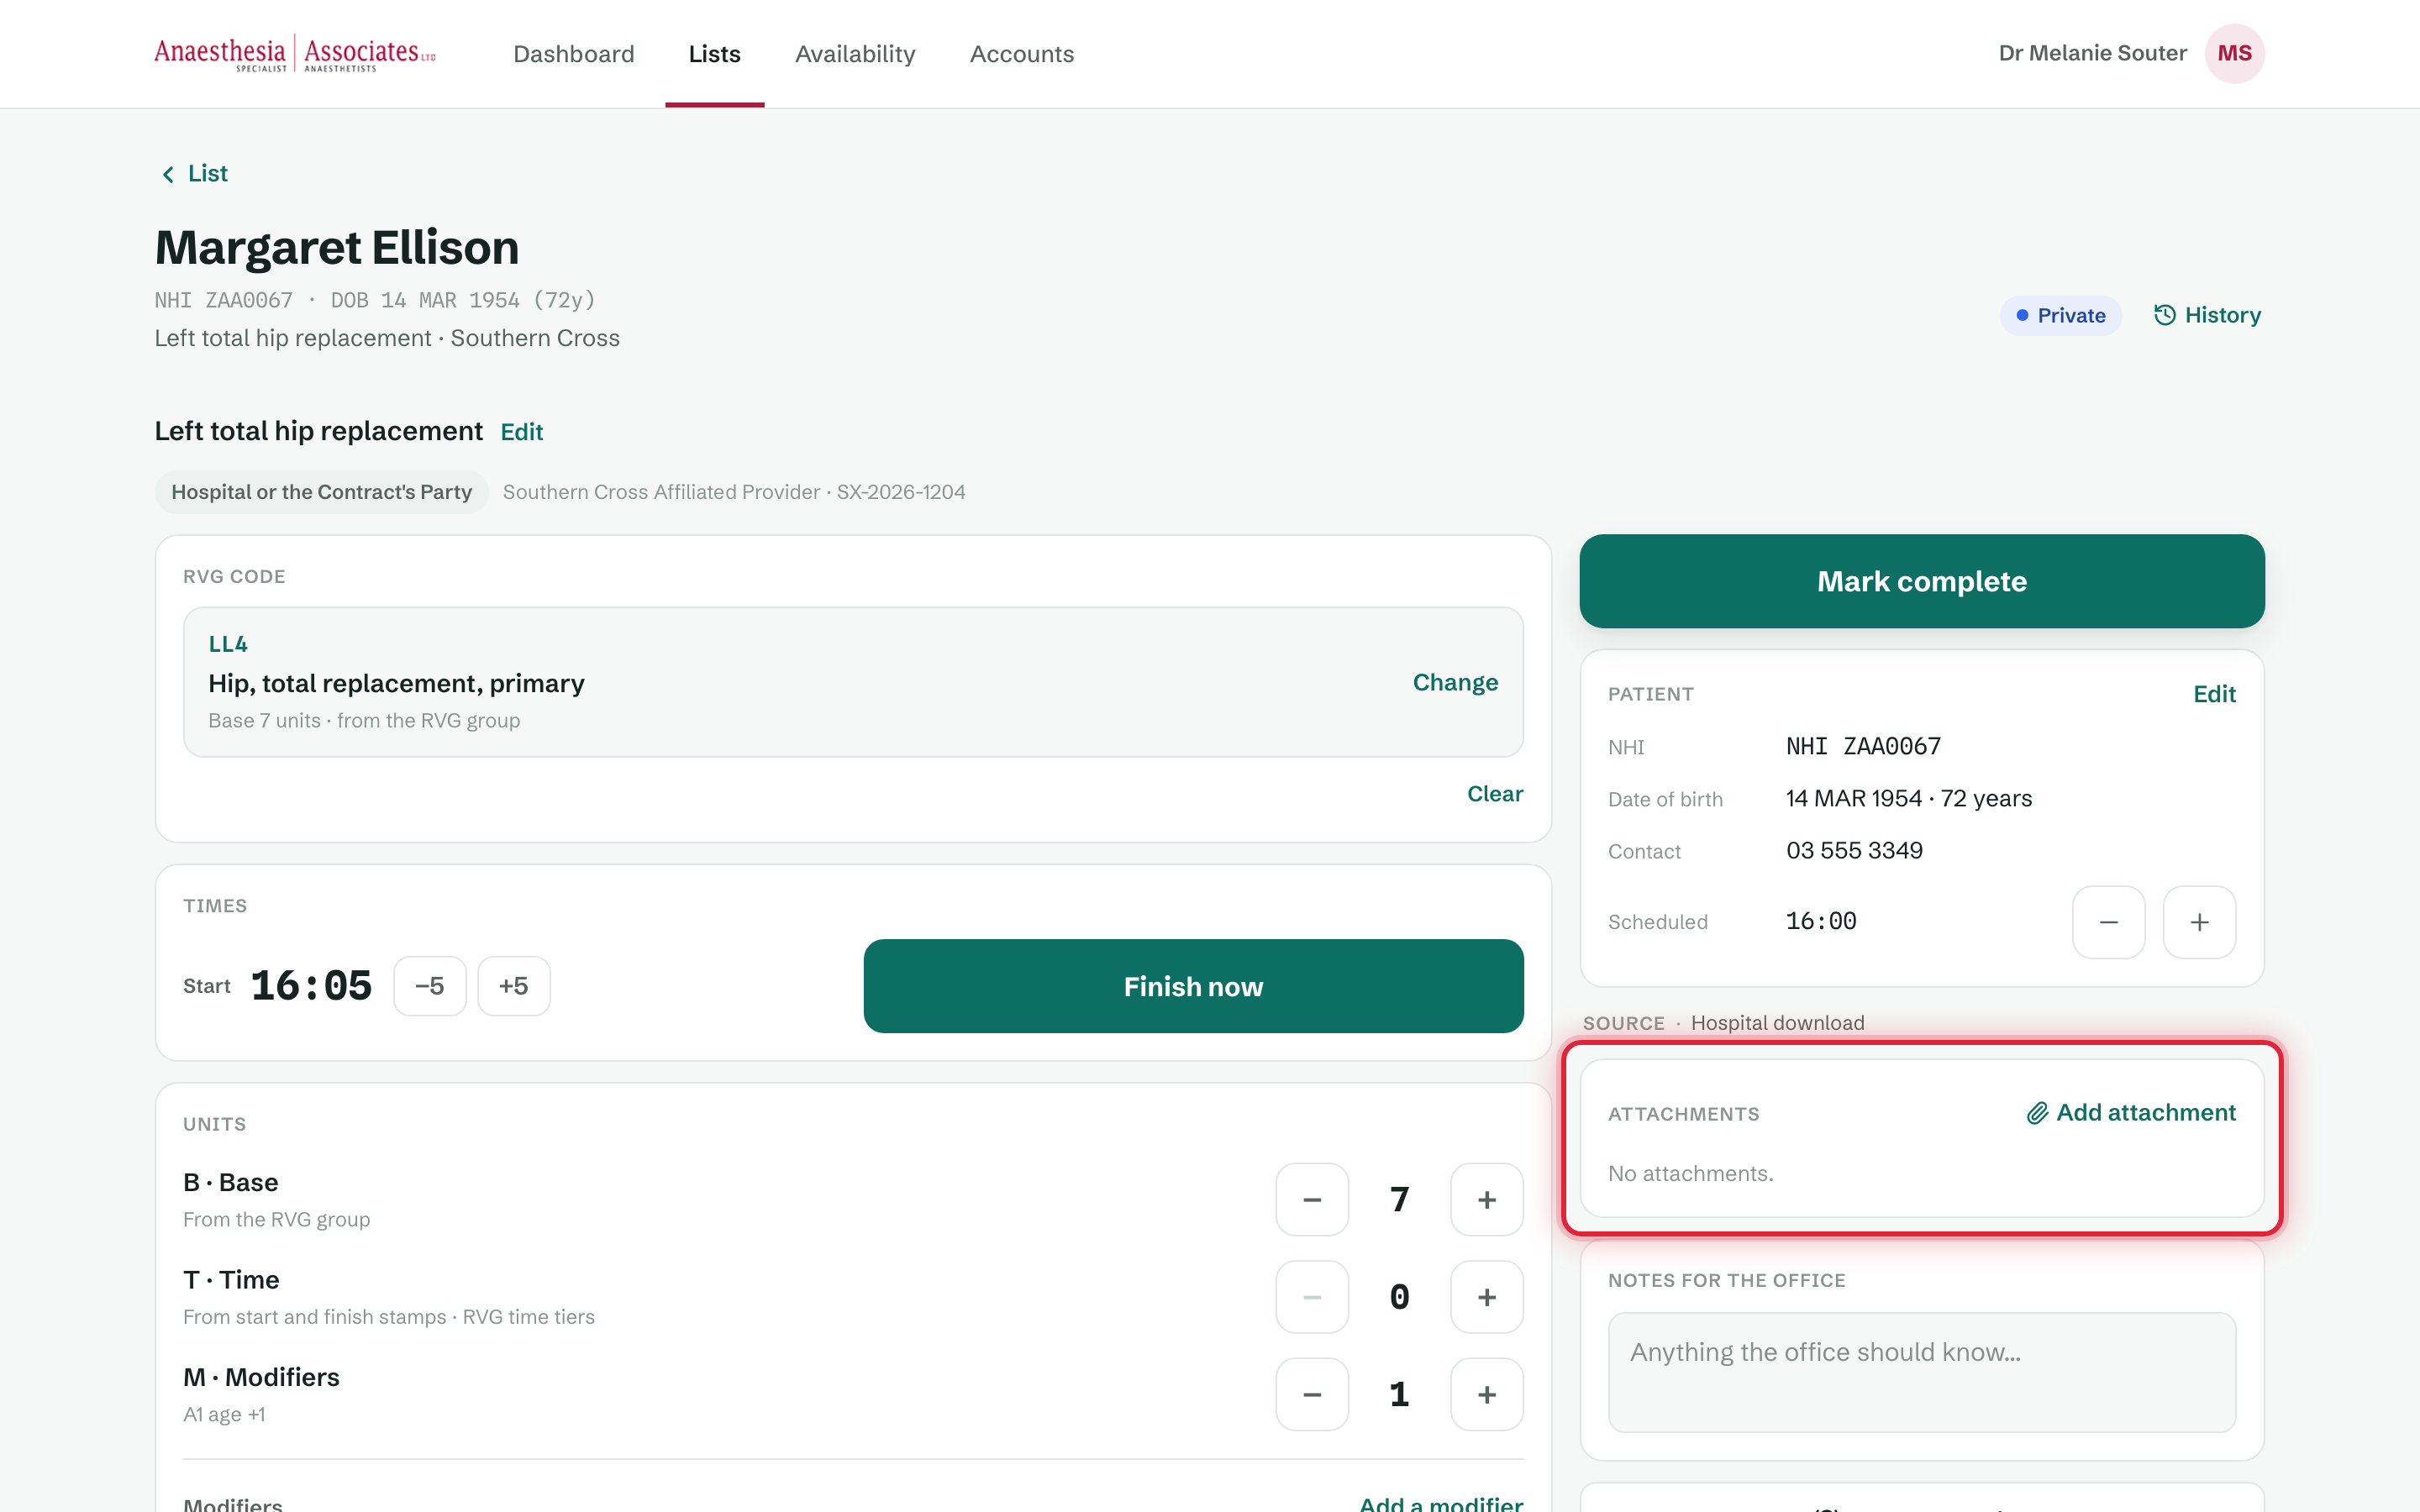 Anaesthesia | Associates LTD
SPECIALIST ANAESTHETISTS
Dashboard
Lists
Availability
Accounts
Dr Melanie Souter
MS
List
Margaret Ellison
NHI ZAA0067 · DOB 14 MAR 1954 (72y)
Left total hip replacement · Southern Cross
Private
History
Left total hip replacement Edit
Hospital or the Contract's Party Southern Cross Affiliated Provider · SX-2026-1204
RVG CODE
LL4
Hip, total replacement, primary
Base 7 units · from the RVG group
Change
Clear
TIMES
Start 16:05 −5 +5
Finish now
UNITS
B · Base
From the RVG group
− 7 +
T · Time
From start and finish stamps · RVG time tiers
− 0 +
M · Modifiers
A1 age +1
− 1 +
Modifiers
Add a modifier
Mark complete
PATIENT
Edit
NHI NHI ZAA0067
Date of birth 14 MAR 1954 · 72 years
Contact 03 555 3349
Scheduled 16:00 − +
SOURCE · Hospital download
ATTACHMENTS
Add attachment
No attachments.
NOTES FOR THE OFFICE
Anything the office should know…